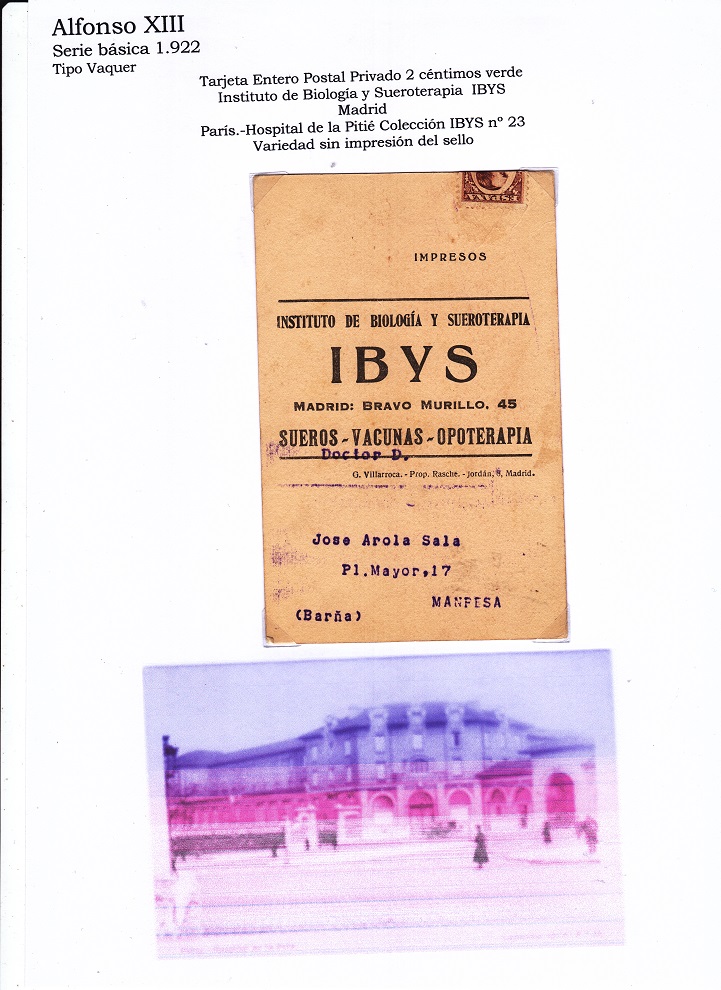 Alfonso XIII
Serie básica 1.922
Tipo Vaquer
Tarjeta Entero Postal Privado 2 céntimos verde
Instituto de Biología y Sueroterapia IBYS
Madrid
París.-Hospital de la Pitié Colección IBYS nº 23
Variedad sin impresión del sello
ESPAÑA
IMPRESOS
INSTITUTO DE BIOLOGÍA Y SUEROTERAPIA
IBYS
MADRID: BRAVO MURILLO, 45
SUEROS - VACUNAS - OPOTERAPIA
Doctor D.
G. Villarroca. - Prop. Rasche. - Jordán, 8, Madrid.
Jose Arola Sala
Pl.Mayor,17
MANRESA
(Barña)